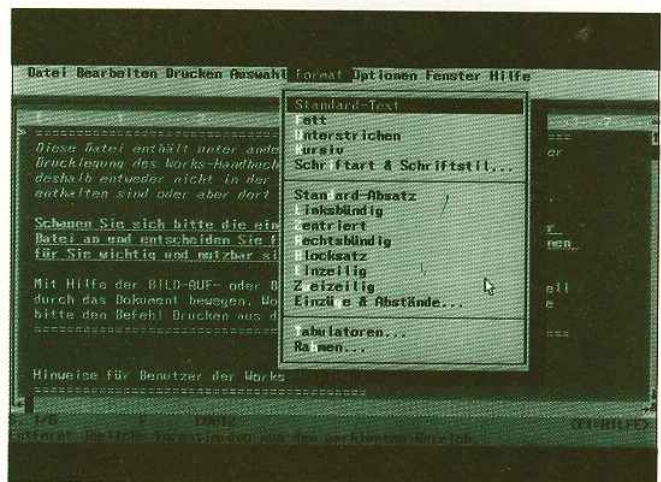 Datei Bearbeiten Drucken Auswahl Format Optionen Fenster Hilfe
Standard-Text
Fett
Unterstrichen
Kursiv
Schriftart & Schriftstil...
Standard-Absatz
Linksbündig
Zentriert
Rechtsbündig
Blocksatz
Einzeilig
Zweizeilig
Einzüge & Abstände...
Tabulatoren...
Rahmen...
Diese Datei enthält unter ande
Drucklegung des Works-Handbuch
deshalb entweder nicht in der
enthalten sind oder aber dort
Schauen Sie sich bitte die ein
Datei an und entscheiden Sie f
für Sie wichtig und nutzbar si
Mit Hilfe der BILD-AUF- oder B
durch das Dokument bewegen. Wo
bitte den Befehl Drucken aus d
Hinweise für Benutzer der Works
<F1=HILFE>